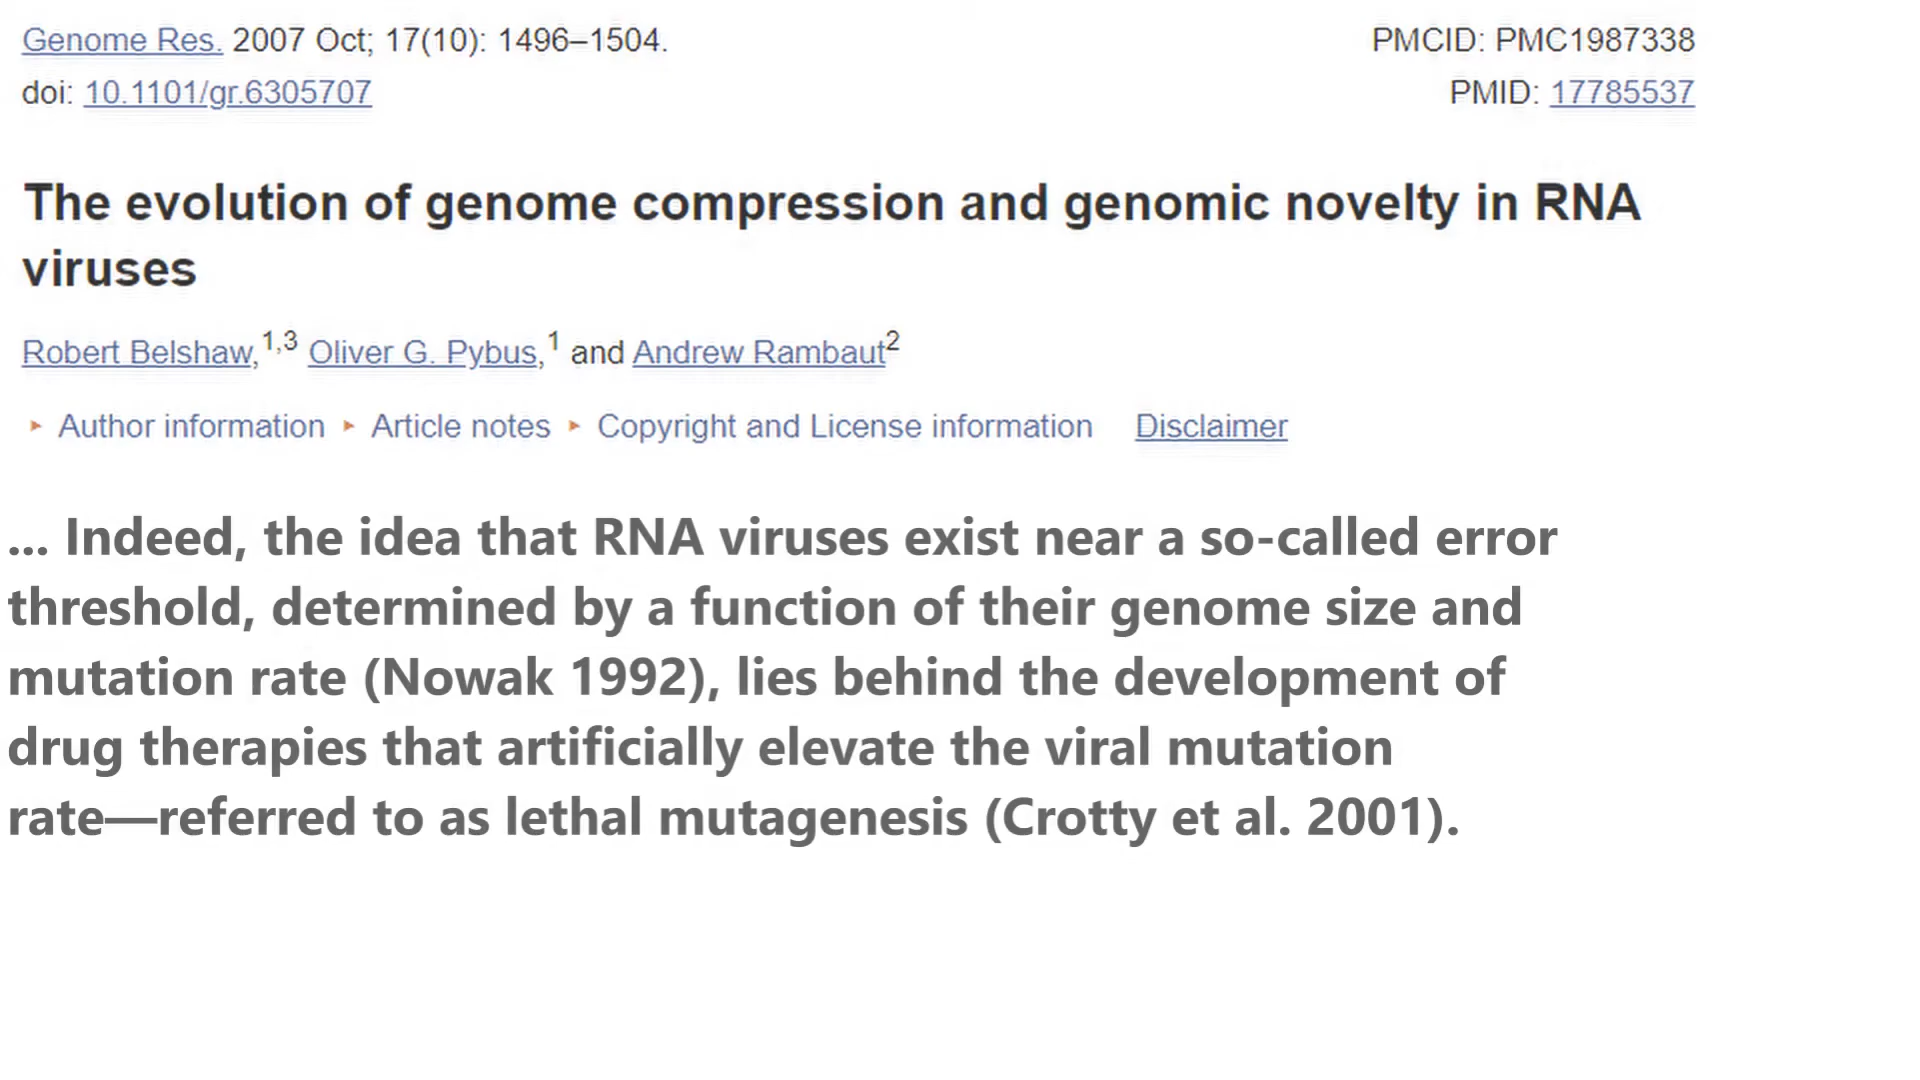 Genome Res. 2007 Oct; 17(10): 1496–1504.
PMCID: PMC1987338
doi: 10.1101/gr.6305707
PMID: 17785537
The evolution of genome compression and genomic novelty in RNA
viruses
Robert Belshaw,1,3 Oliver G. Pybus,1 and Andrew Rambaut2
▸ Author information ▸ Article notes ▸ Copyright and License information Disclaimer
... Indeed, the idea that RNA viruses exist near a so-called error
threshold, determined by a function of their genome size and
mutation rate (Nowak 1992), lies behind the development of
drug therapies that artificially elevate the viral mutation
rate—referred to as lethal mutagenesis (Crotty et al. 2001).